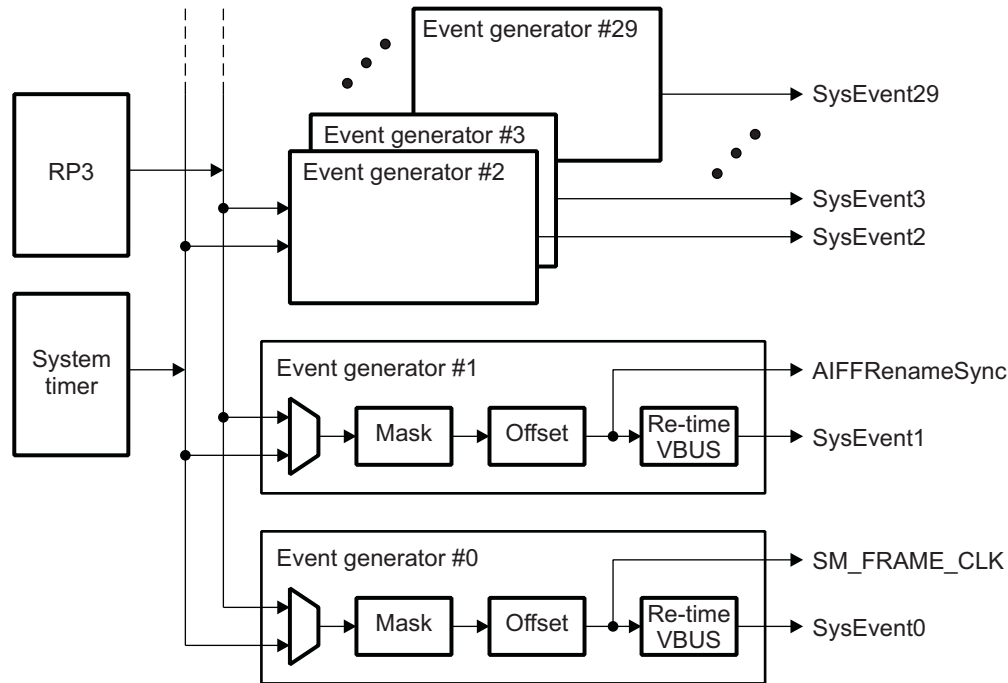 Event generator #29
SysEvent29
RP3
Event generator #3
Event generator #2
SysEvent3
SysEvent2
System
timer
Event generator #1
AIFFRenameSync
Mask
Offset
Re-time
VBUS
SysEvent1
Event generator #0
SM_FRAME_CLK
Mask
Offset
Re-time
VBUS
SysEvent0